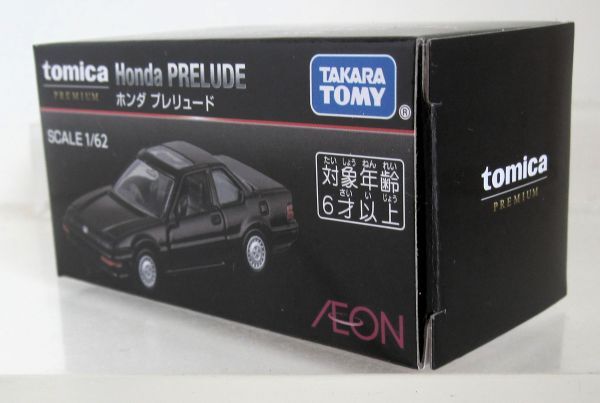 tomica
PREMIUM
Honda PRELUDE
ホンダ プレリュード
TAKARA
TOMY
®
SCALE 1/62
たい しょう ねん れい
対象年齢
さい い じょう
6才以上
ÆON
tomica
PREMIUM